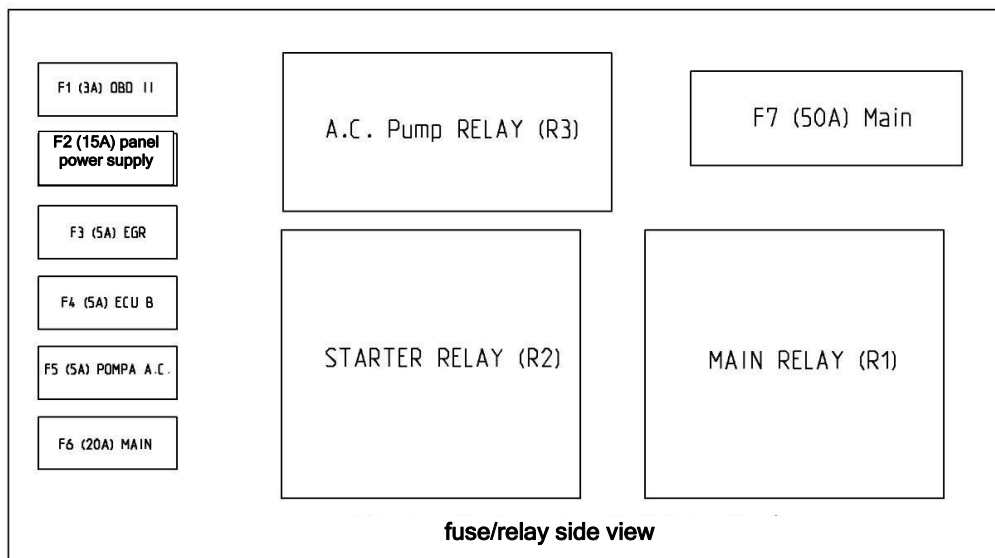 F1 (3A) OBD II
F2 (15A) panel
power supply
F3 (5A) EGR
F4 (5A) ECU B
F5 (5A) POMPA A.C.
F6 (20A) MAIN
A.C. Pump RELAY (R3)
F7 (50A) Main
STARTER RELAY (R2)
MAIN RELAY (R1)
fuse/relay side view